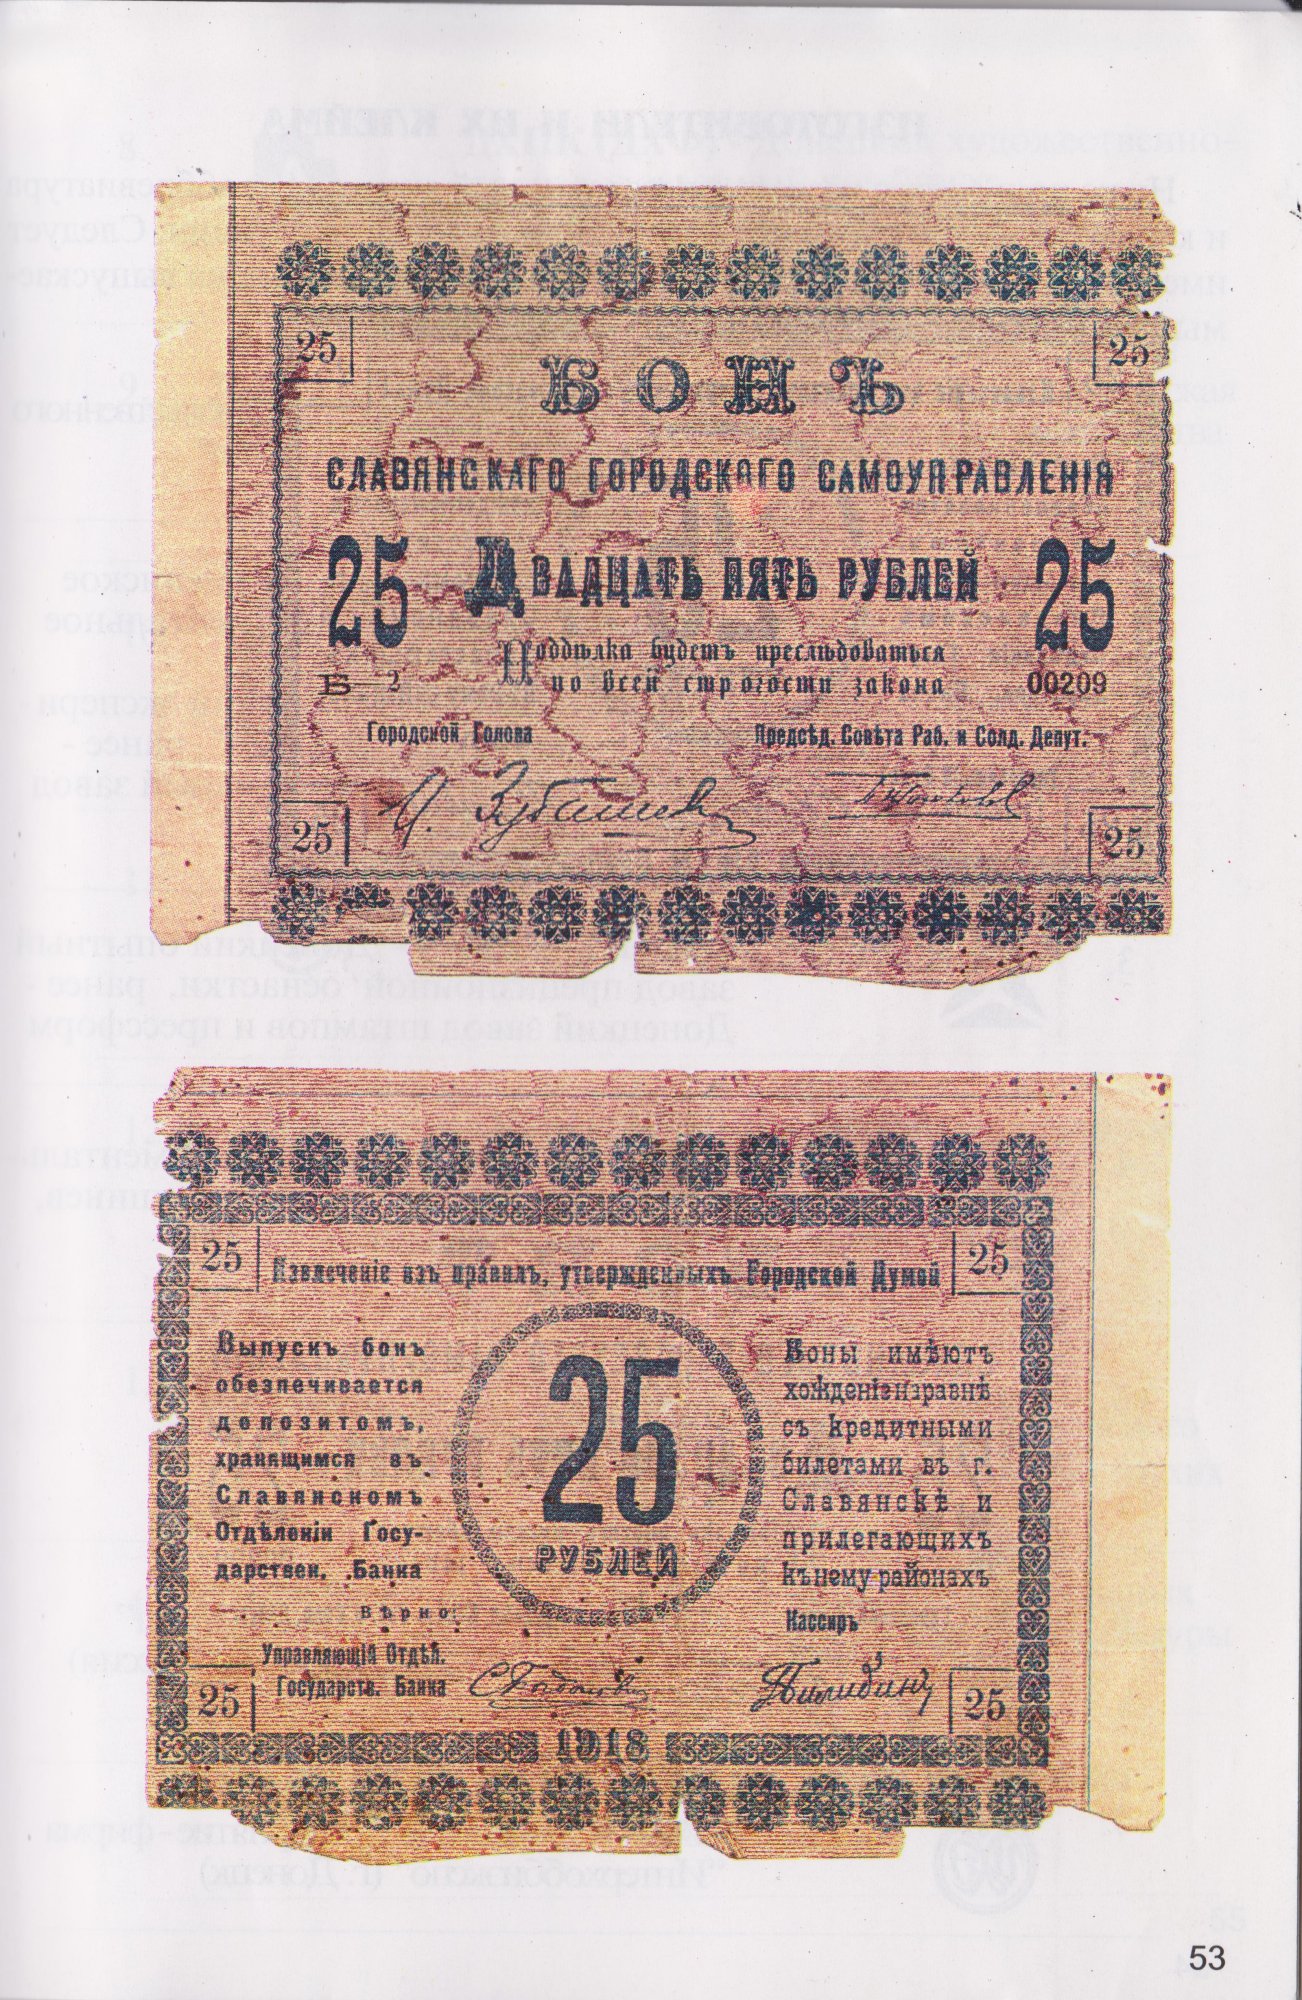 25 25
БОНЪ
СЛАВЯНСКАГО ГОРОДСКОГО САМОУПРАВЛЕНІЯ
25 ДВАДЦАТЬ ПЯТЬ РУБЛЕЙ 25
Поддѣлка будетъ преслѣдоваться
Б 2 по всей строгости закона 00209
Городской Голова Предсѣд. Совѣта Раб. и Солд. Депут.
25 25
25 Извлеченіе изъ правилъ, утвержденныхъ Городской Думой 25
Выпускъ бонъ
обезпечивается
депозитомъ,
хранящимся въ
Славянскомъ
Отдѣленіи Госу-
дарствен. Банка
25
РУБЛЕЙ
Боны имѣютъ
хожденіе наравнѣ
съ кредитными
билетами въ г.
Славянскѣ и
прилегающихъ
къ нему районахъ
Вѣрно:
Управляющій Отдѣл.
Государств. Банка
Кассиръ
25 25
1918
53